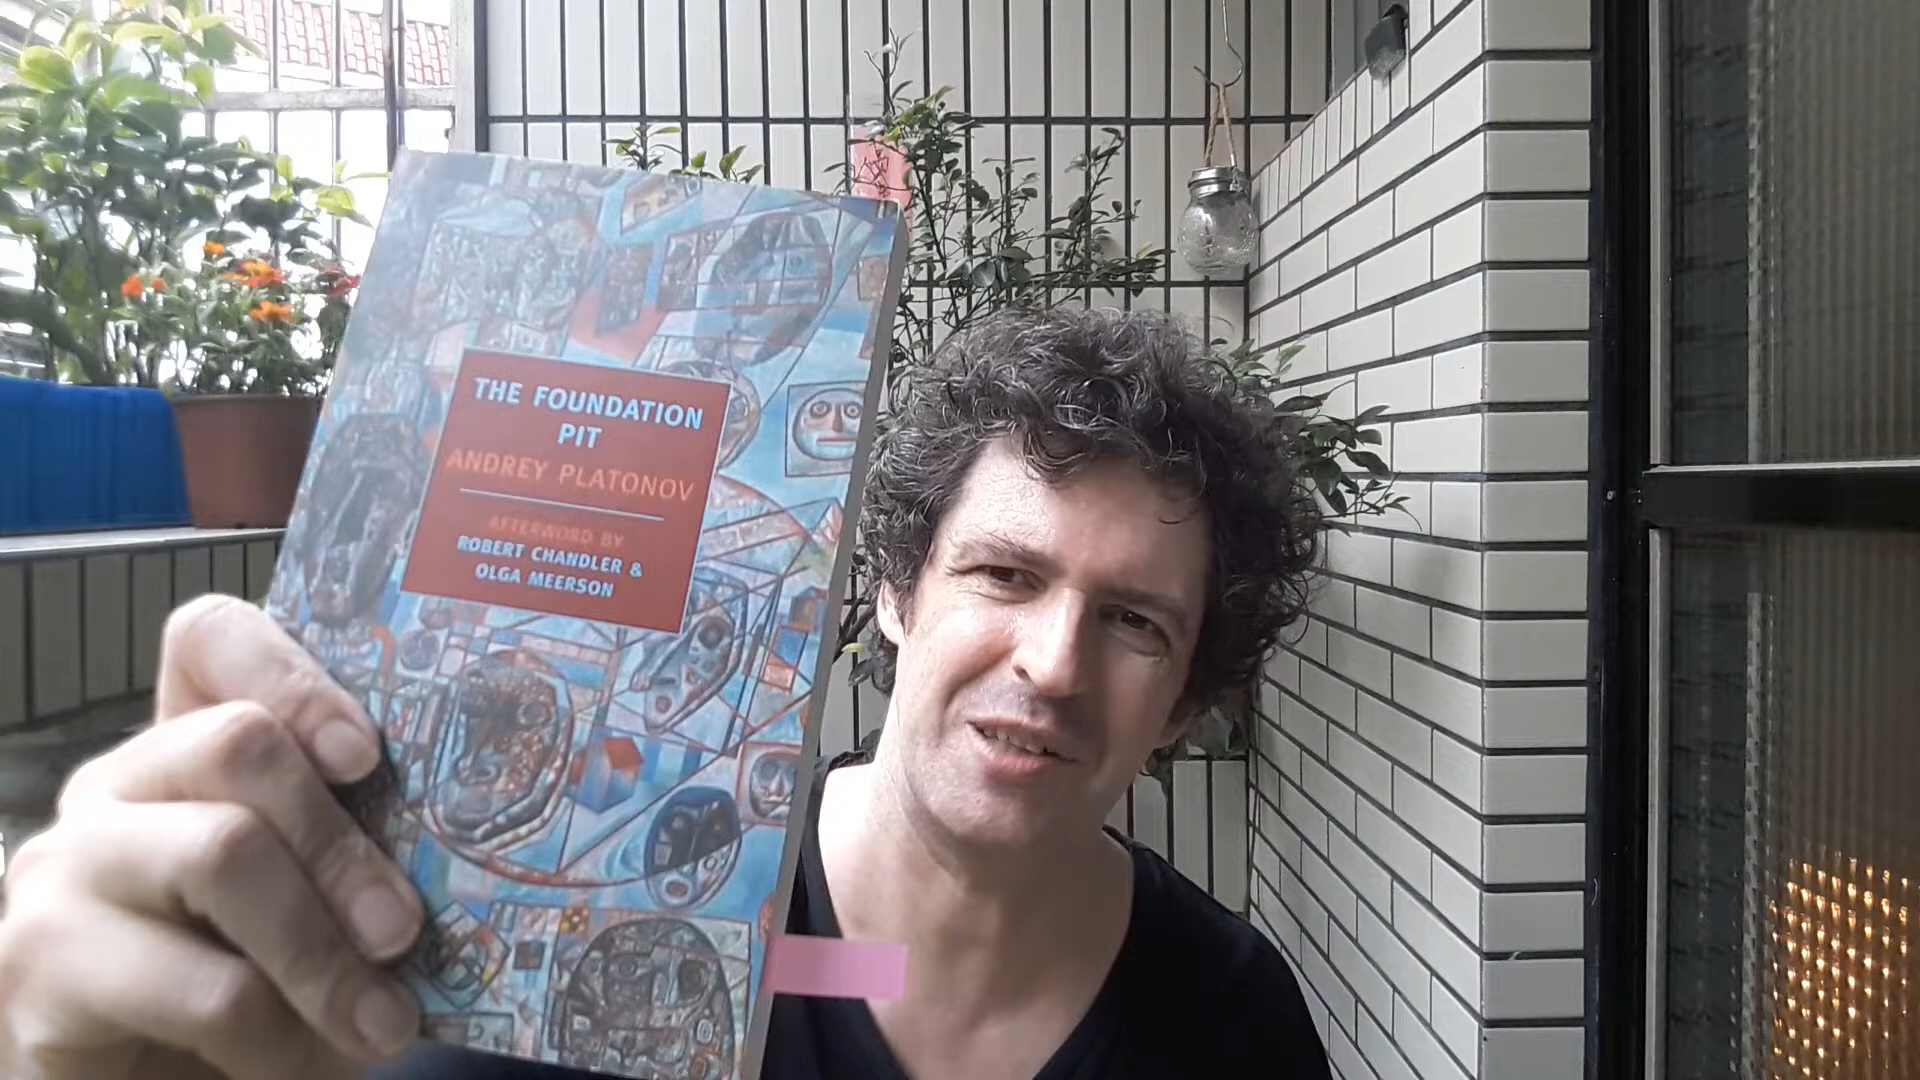 THE FOUNDATION
PIT
ANDREY PLATONOV
AFTERWORD BY
ROBERT CHANDLER &
OLGA MEERSON